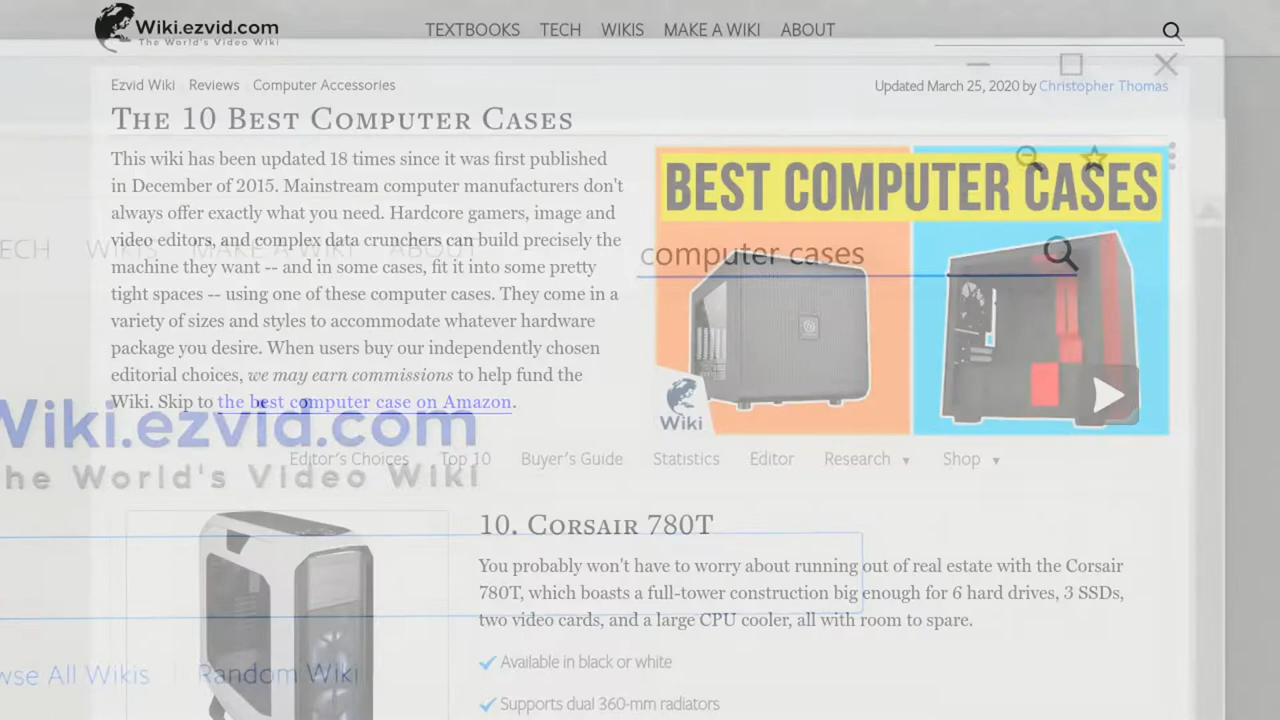 Wiki.ezvid.com
The World's Video Wiki
TEXTBOOKS TECH WIKIS MAKE A WIKI ABOUT
Ezvid Wiki Reviews Computer Accessories
Updated March 25, 2020 by Christopher Thomas
THE 10 BEST COMPUTER CASES
This wiki has been updated 18 times since it was first published
in December of 2015. Mainstream computer manufacturers don't
always offer exactly what you need. Hardcore gamers, image and
video editors, and complex data crunchers can build precisely the
machine they want -- and in some cases, fit it into some pretty
tight spaces -- using one of these computer cases. They come in a
variety of sizes and styles to accommodate whatever hardware
package you desire. When users buy our independently chosen
editorial choices, we may earn commissions to help fund the
Wiki. Skip to the best computer case on Amazon.
BEST COMPUTER CASES
Wiki
TECH WIKIS MAKE A WIKI ABOUT
computer cases
Wiki.ezvid.com
The World's Video Wiki
Editor's Choices Top 10 Buyer's Guide Statistics Editor Research ▼ Shop ▼
10. CORSAIR 780T
You probably won't have to worry about running out of real estate with the Corsair
780T, which boasts a full-tower construction big enough for 6 hard drives, 3 SSDs,
two video cards, and a large CPU cooler, all with room to spare.
Available in black or white
Supports dual 360-mm radiators
wse All Wikis | Random Wiki